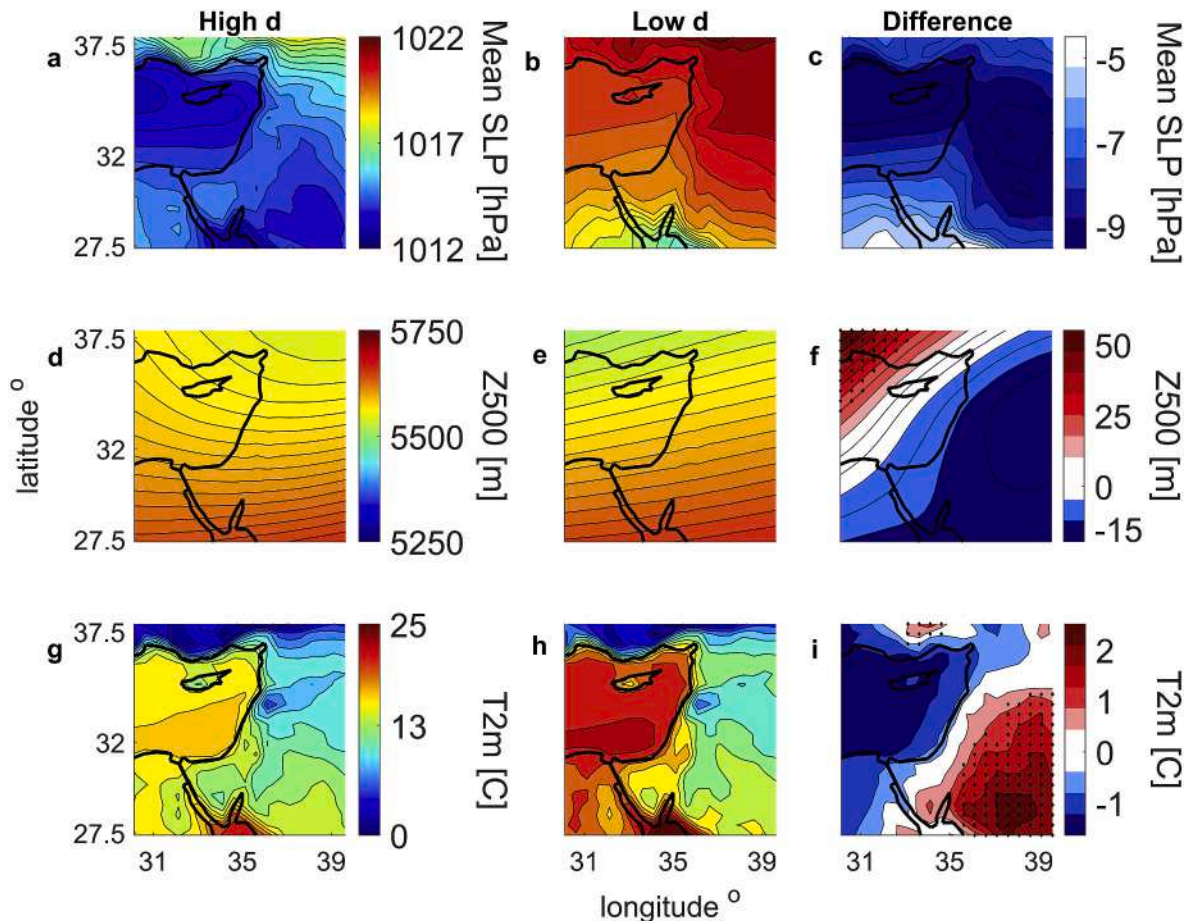 High d Low d Difference
a b c
37.5 32 27.5
1022 1017 1012
Mean SLP [hPa]
-5 -7 -9
Mean SLP [hPa]
d e f
37.5 32 27.5
5750 5500 5250
Z500 [m]
50 25 0 -15
Z500 [m]
latitude o
g h i
37.5 32 27.5
25 13 0
T2m [C]
2 1 0 -1
T2m [C]
31 35 39 31 35 39 31 35 39
longitude o